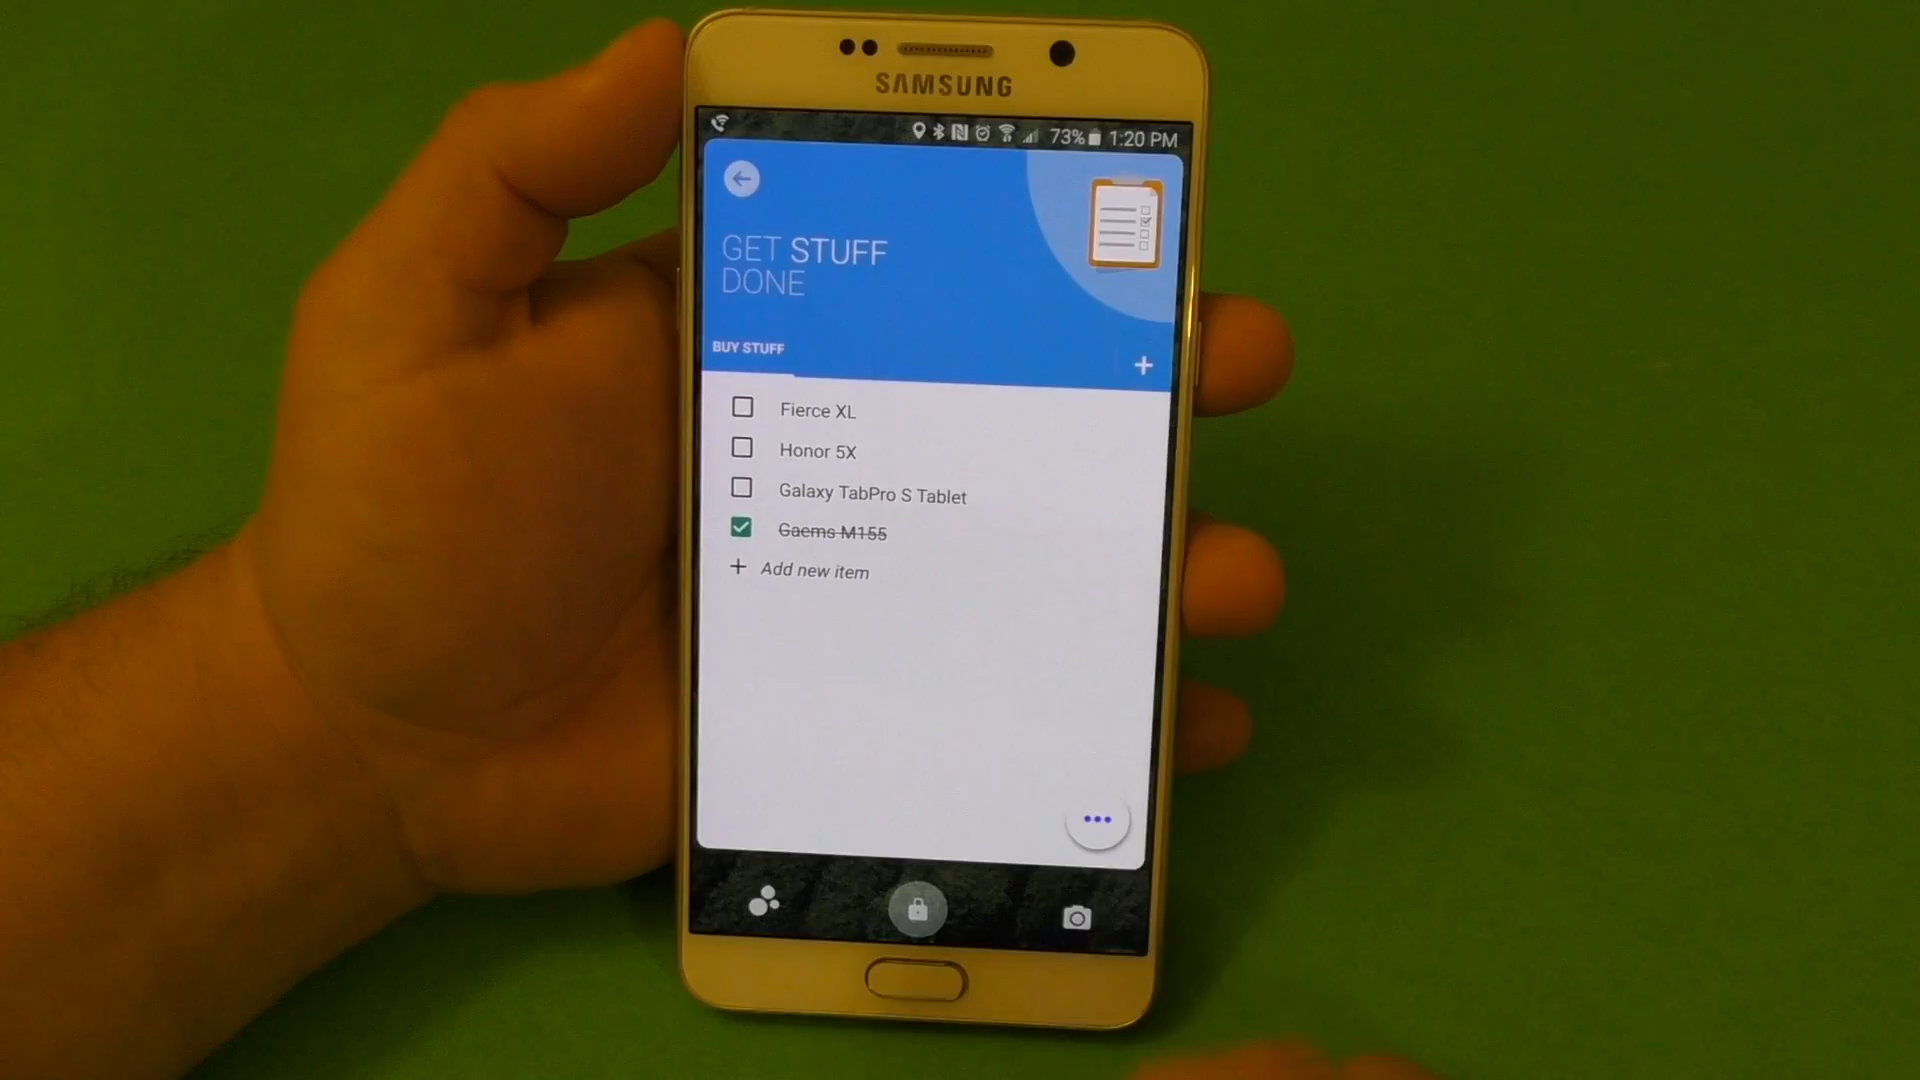 SAMSUNG
73% 1:20 PM
GET STUFF
DONE
BUY STUFF
Fierce XL
Honor 5X
Galaxy TabPro S Tablet
Gaems M155
Add new item